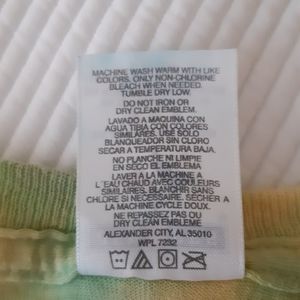 MACHINE WASH WARM WITH LIKE
COLORS. ONLY NON-CHLORINE
BLEACH WHEN NEEDED.
TUMBLE DRY LOW.
DO NOT IRON OR
DRY CLEAN EMBLEM.
LAVADO A MAQUINA CON
AGUA TIBIA CON COLORES
SIMILARES. USE SOLO
BLANQUEADOR SIN CLORO
SECAR A TEMPERATURA BAJA.
NO PLANCHE NI LIMPIE
EN SECO EL EMBLEMA
LAVER A LA MACHINE A
L'EAU CHAUD AVEC COULEURS
SIMILAIRES, BLANCHIR SANS
CHLORE SI NECESSAIRE. SÉCHER A
LA MACHINE CYCLE DOUX.
NE REPASSEZ PAS OU
DRY CLEAN EMBLEM.
ALEXANDER CITY, AL 35010
WPL 7232